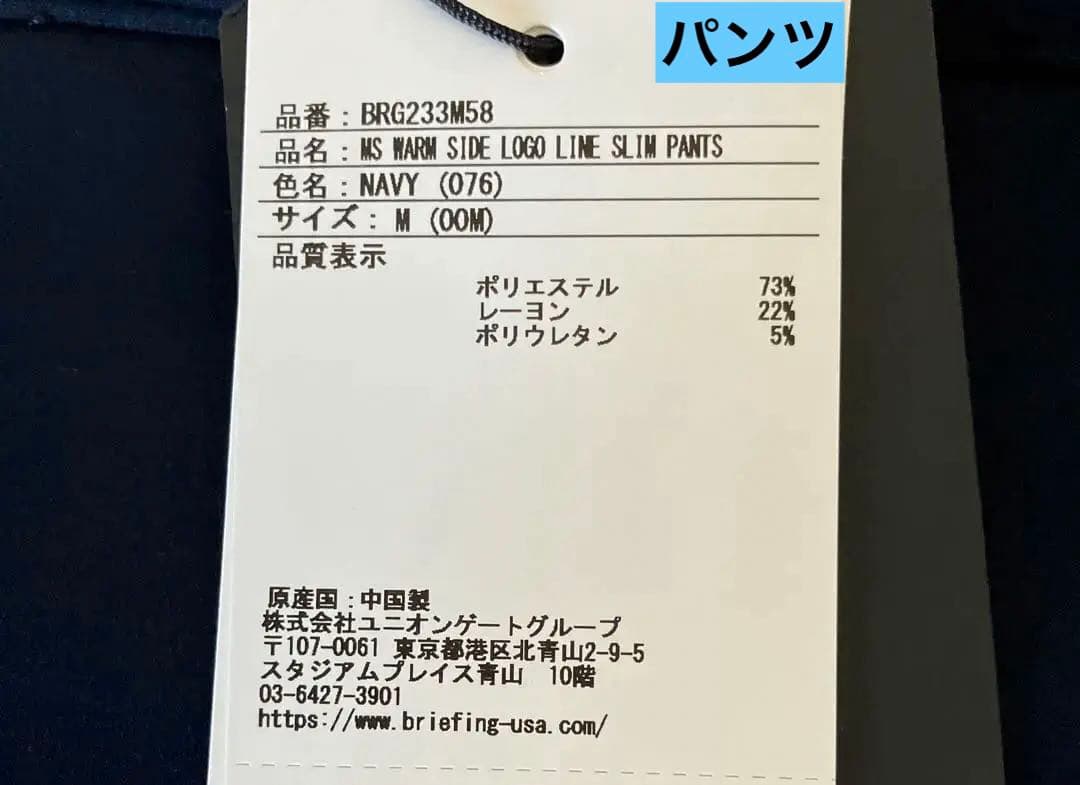 パンツ
品番：BRG233M58
品名：MS WARM SIDE LOGO LINE SLIM PANTS
色名：NAVY (076)
サイズ：M (00M)
品質表示
ポリエステル 73%
レーヨン 22%
ポリウレタン 5%
原産国：中国製
株式会社ユニオンゲートグループ
〒107-0061 東京都港区北青山2-9-5
スタジアムプレイス青山 10階
03-6427-3901
https://www.briefing-usa.com/